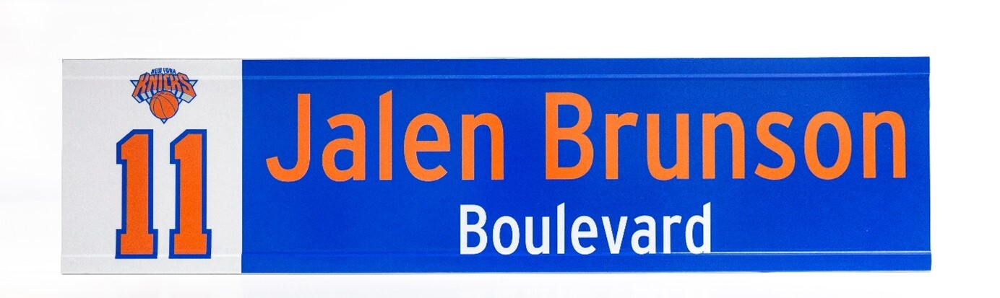 NEW YORK
KNICKS
11
Jalen Brunson
Boulevard